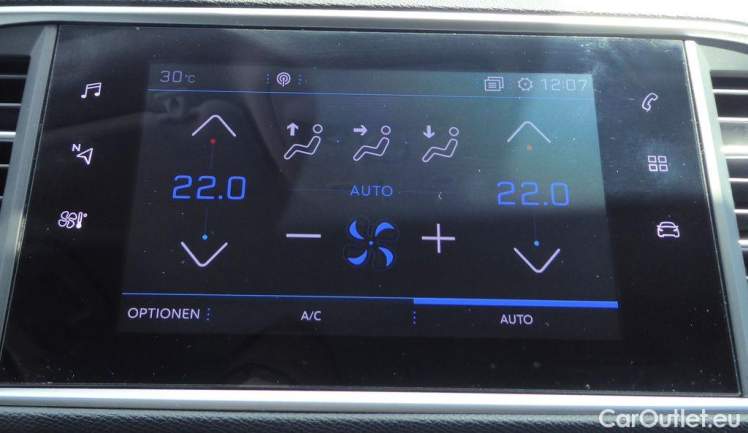 30°C 12:07
N
22.0 AUTO 22.0
OPTIONEN A/C AUTO
CarOutlet.eu